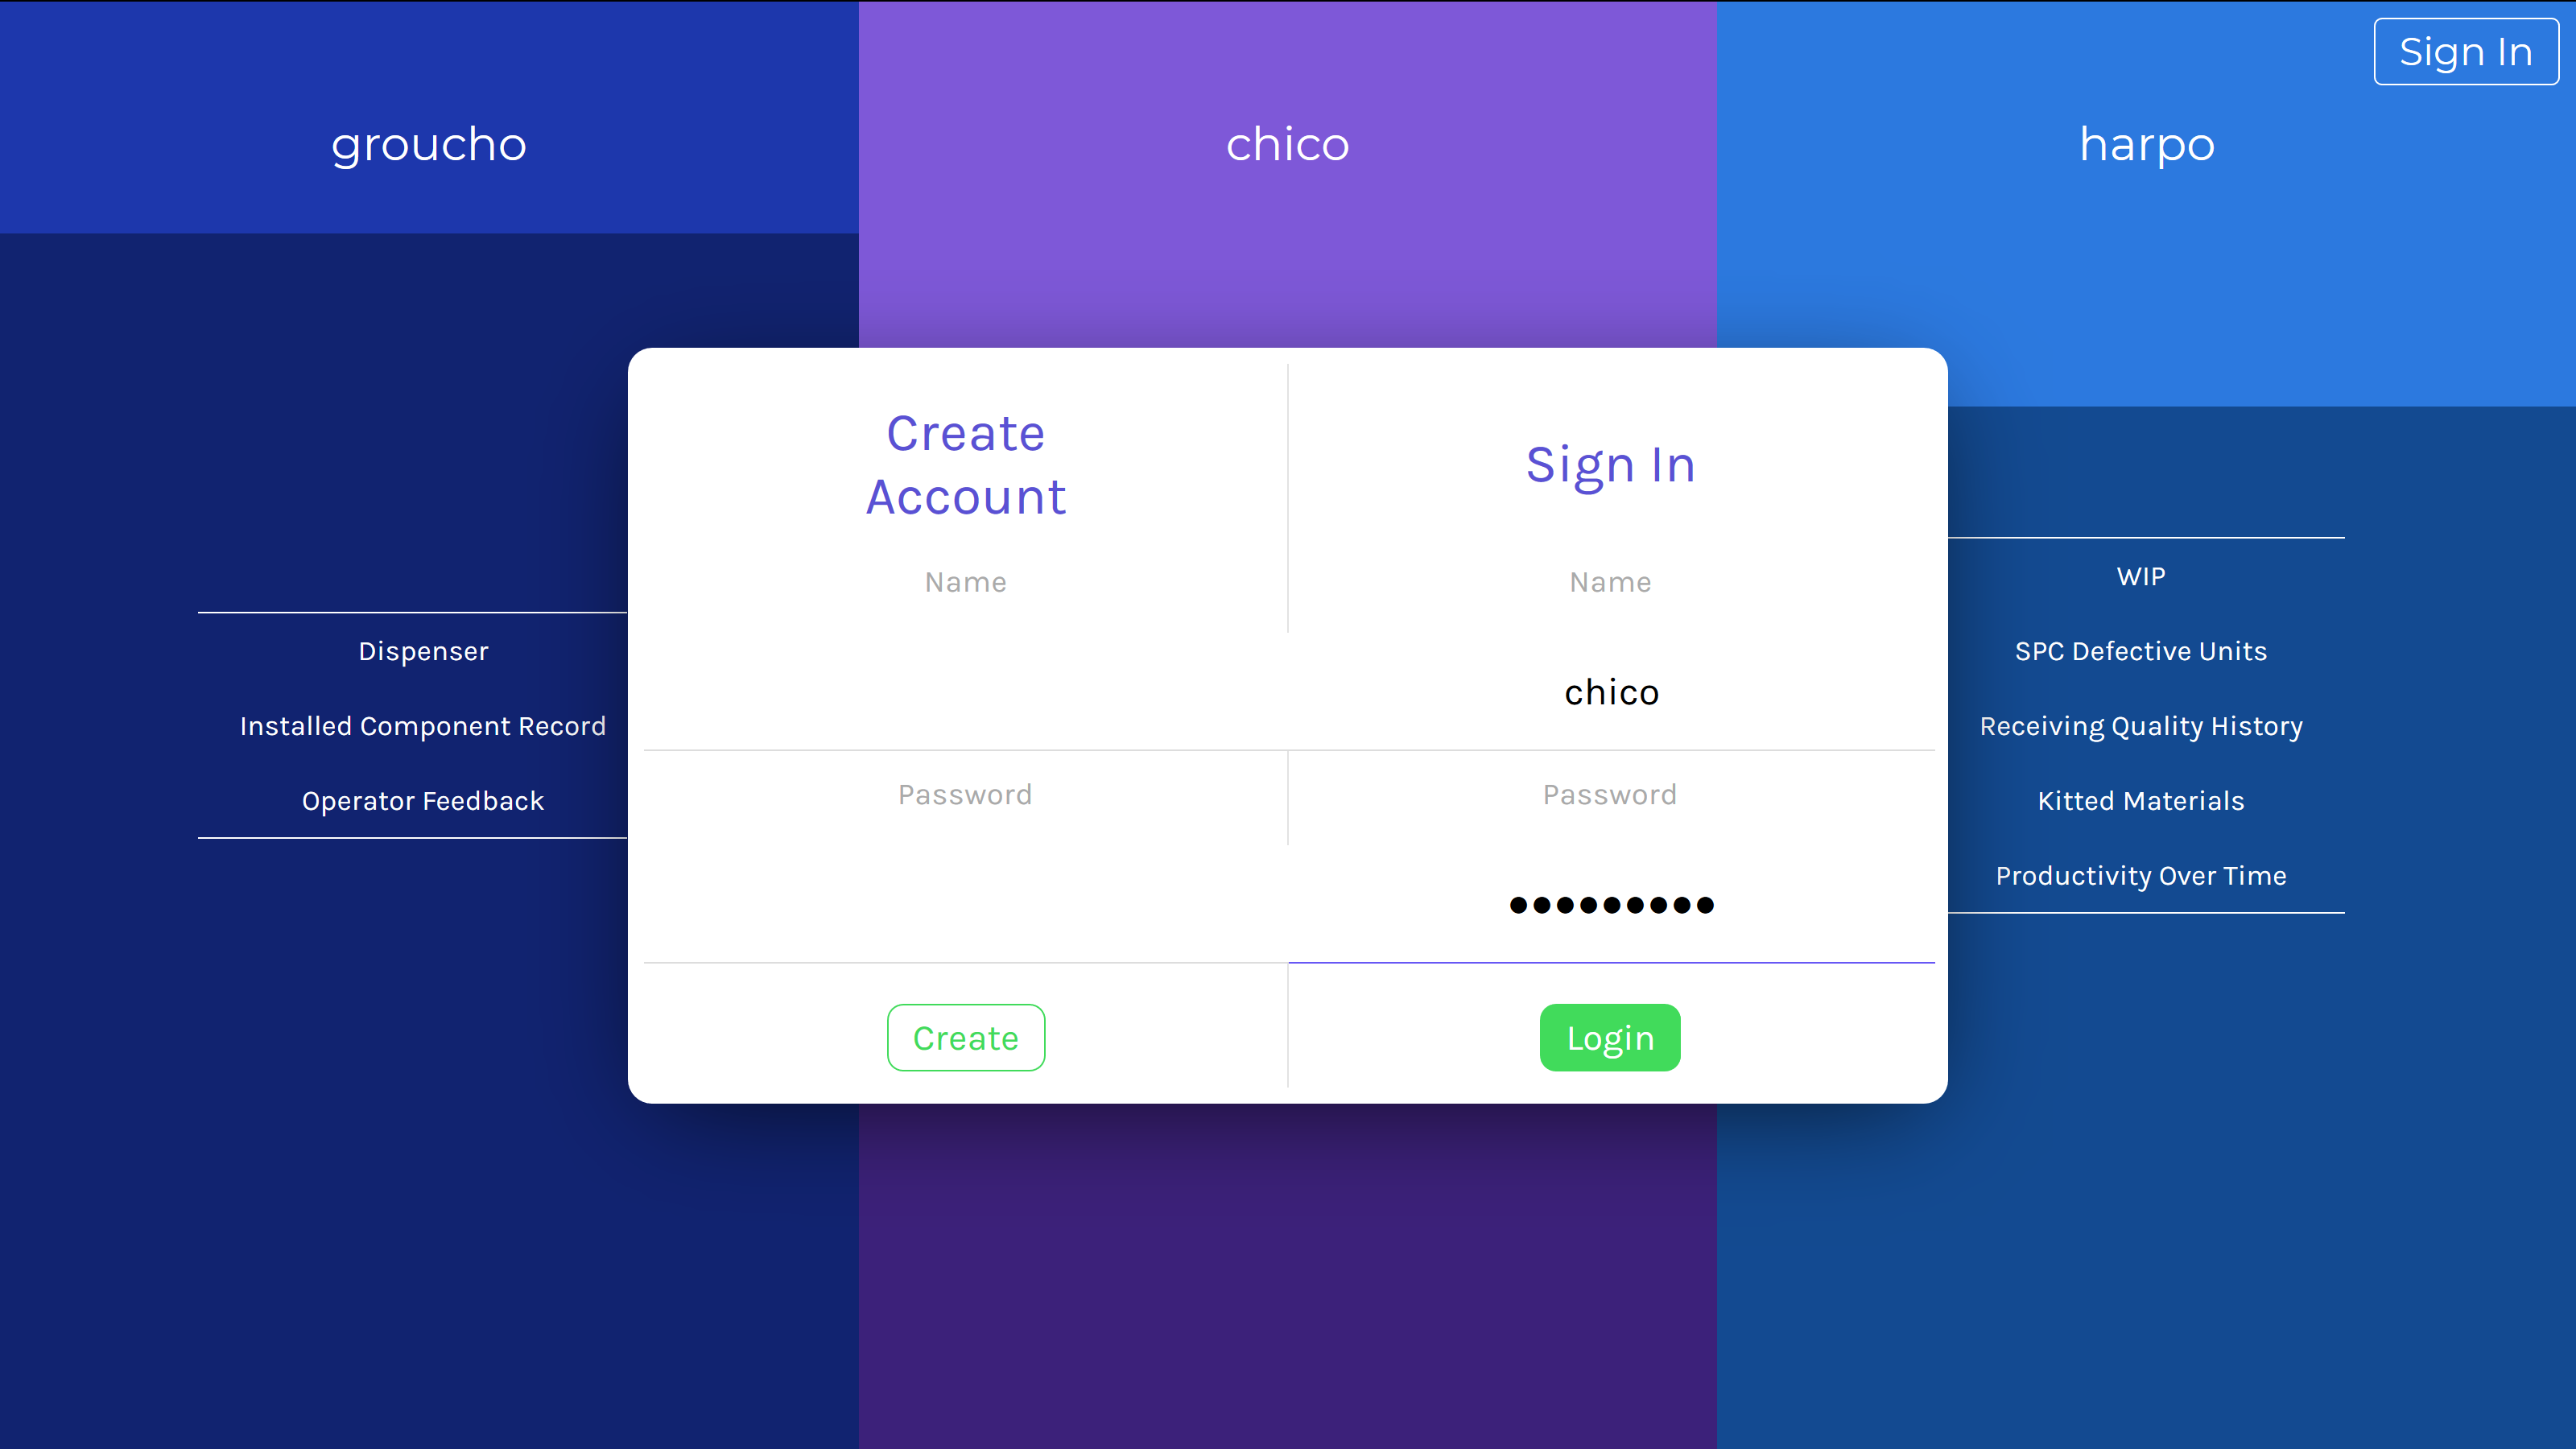 Sign In
groucho
chico
harpo
Dispenser
Installed Component Record
Operator Feedback
Create
Account
Name
Password
Create
Sign In
Name
chico
Password
●●●●●●●●●
Login
WIP
SPC Defective Units
Receiving Quality History
Kitted Materials
Productivity Over Time